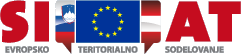 SI AT
EVROPSKO TERITORIALNO SODELOVANJE